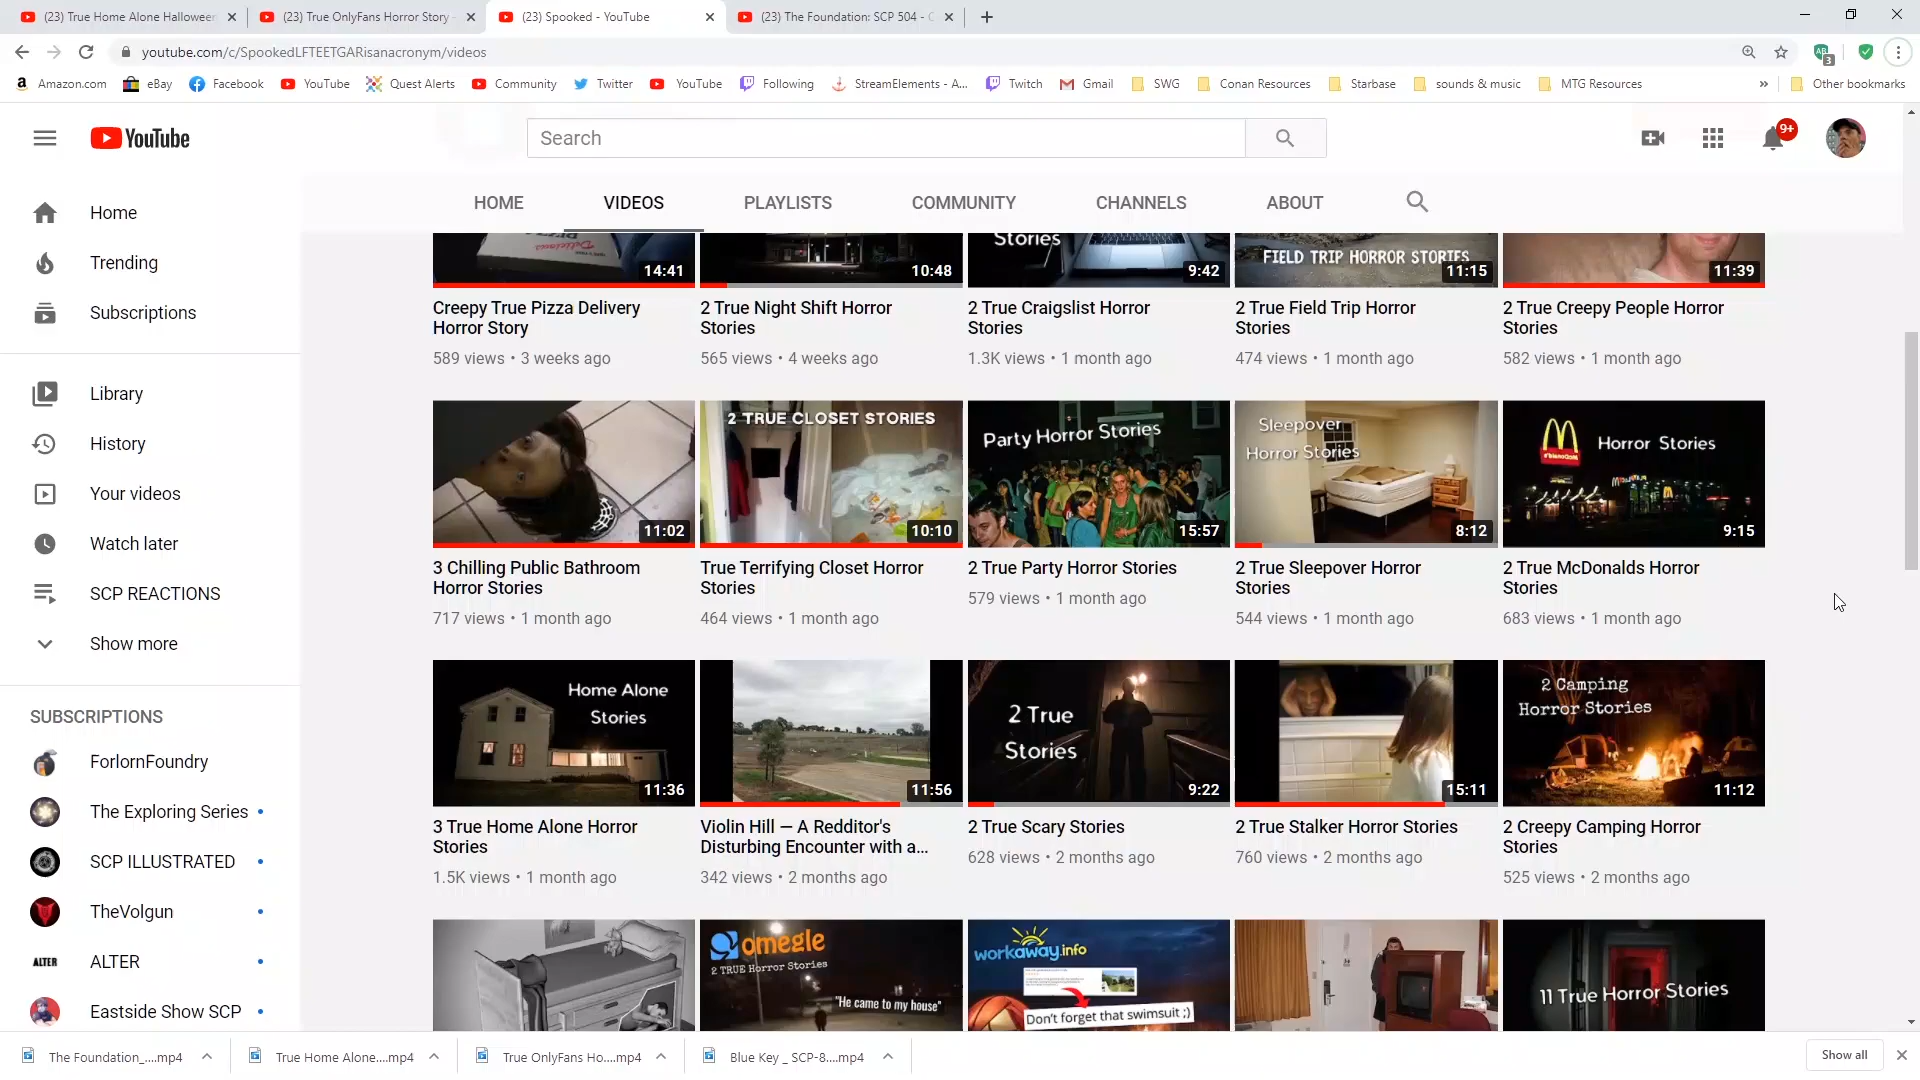 (23) True Home Alone Halloween
(23) True OnlyFans Horror Story -
(23) Spooked - YouTube
(23) The Foundation: SCP 504 - C
youtube.com/c/SpookedLFTEETGARisanacronym/videos
3
Amazon.com
eBay
Facebook
YouTube
Quest Alerts
Community
Twitter
YouTube
Following
StreamElements - A...
Twitch
Gmail
SWG
Conan Resources
Starbase
sounds & music
MTG Resources
»
Other bookmarks
YouTube
Search
9+
HOME
VIDEOS
PLAYLISTS
COMMUNITY
CHANNELS
ABOUT
Home
Trending
Subscriptions
Library
History
Your videos
Watch later
SCP REACTIONS
Show more
SUBSCRIPTIONS
ForlornFoundry
The Exploring Series
SCP ILLUSTRATED
TheVolgun
ALTER
ALTER
Eastside Show SCP
Delicious
14:41
10:48
Stories
9:42
FIELD TRIP HORROR STORIES
11:15
11:39
Creepy True Pizza Delivery
Horror Story
589 views • 3 weeks ago
2 True Night Shift Horror
Stories
565 views • 4 weeks ago
2 True Craigslist Horror
Stories
1.3K views • 1 month ago
2 True Field Trip Horror
Stories
474 views • 1 month ago
2 True Creepy People Horror
Stories
582 views • 1 month ago
11:02
2 TRUE CLOSET STORIES
10:10
Party Horror Stories
15:57
Sleepover
Horror Stories
8:12
Horror Stories
9:15
3 Chilling Public Bathroom
Horror Stories
717 views • 1 month ago
True Terrifying Closet Horror
Stories
464 views • 1 month ago
2 True Party Horror Stories
579 views • 1 month ago
2 True Sleepover Horror
Stories
544 views • 1 month ago
2 True McDonalds Horror
Stories
683 views • 1 month ago
Home Alone
Stories
11:36
11:56
2 True
Stories
9:22
15:11
2 Camping
Horror Stories
11:12
3 True Home Alone Horror
Stories
1.5K views • 1 month ago
Violin Hill — A Redditor's
Disturbing Encounter with a...
342 views • 2 months ago
2 True Scary Stories
628 views • 2 months ago
2 True Stalker Horror Stories
760 views • 2 months ago
2 Creepy Camping Horror
Stories
525 views • 2 months ago
omegle
2 TRUE Horror Stories
"He came to my house"
workaway.info
Don't forget that swimsuit ;)
11 True Horror Stories
The Foundation_....mp4
True Home Alone....mp4
True OnlyFans Ho....mp4
Blue Key _ SCP-8....mp4
Show all